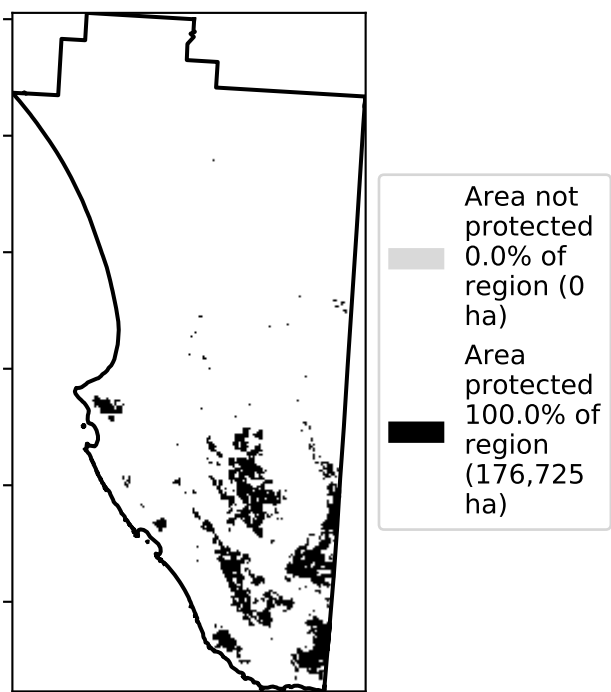 Area not
protected
0.0% of
region (0
ha)
Area
protected
100.0% of
region
(176,725
ha)